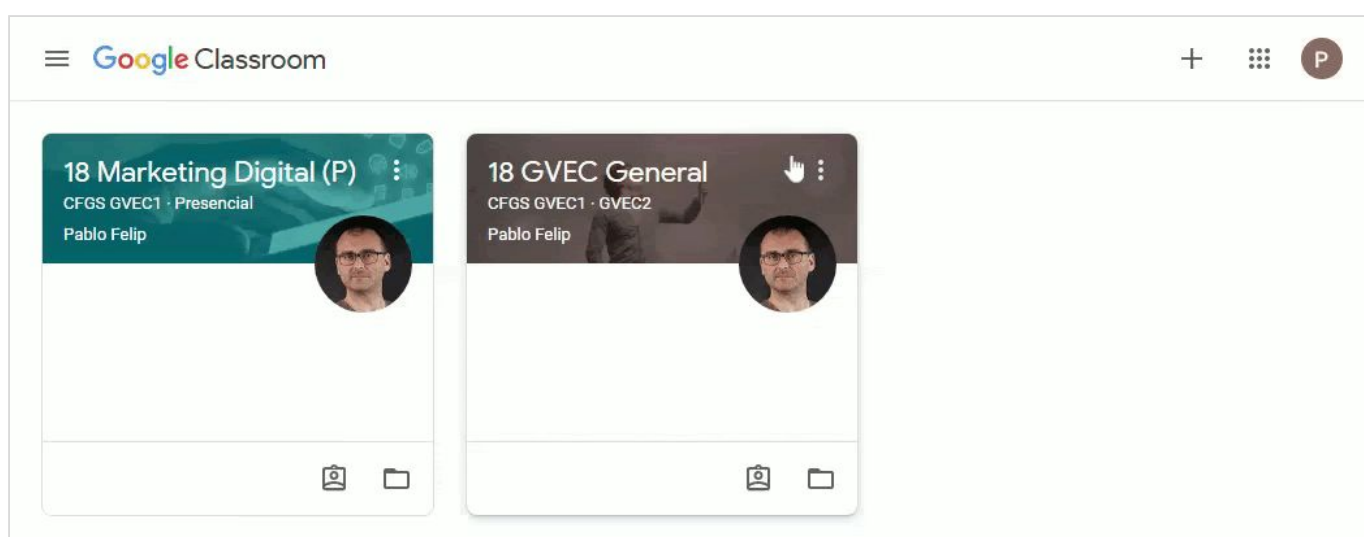 Google Classroom
P
18 Marketing Digital (P)
CFGS GVEC1 · Presencial
Pablo Felip
18 GVEC General
CFGS GVEC1 · GVEC2
Pablo Felip